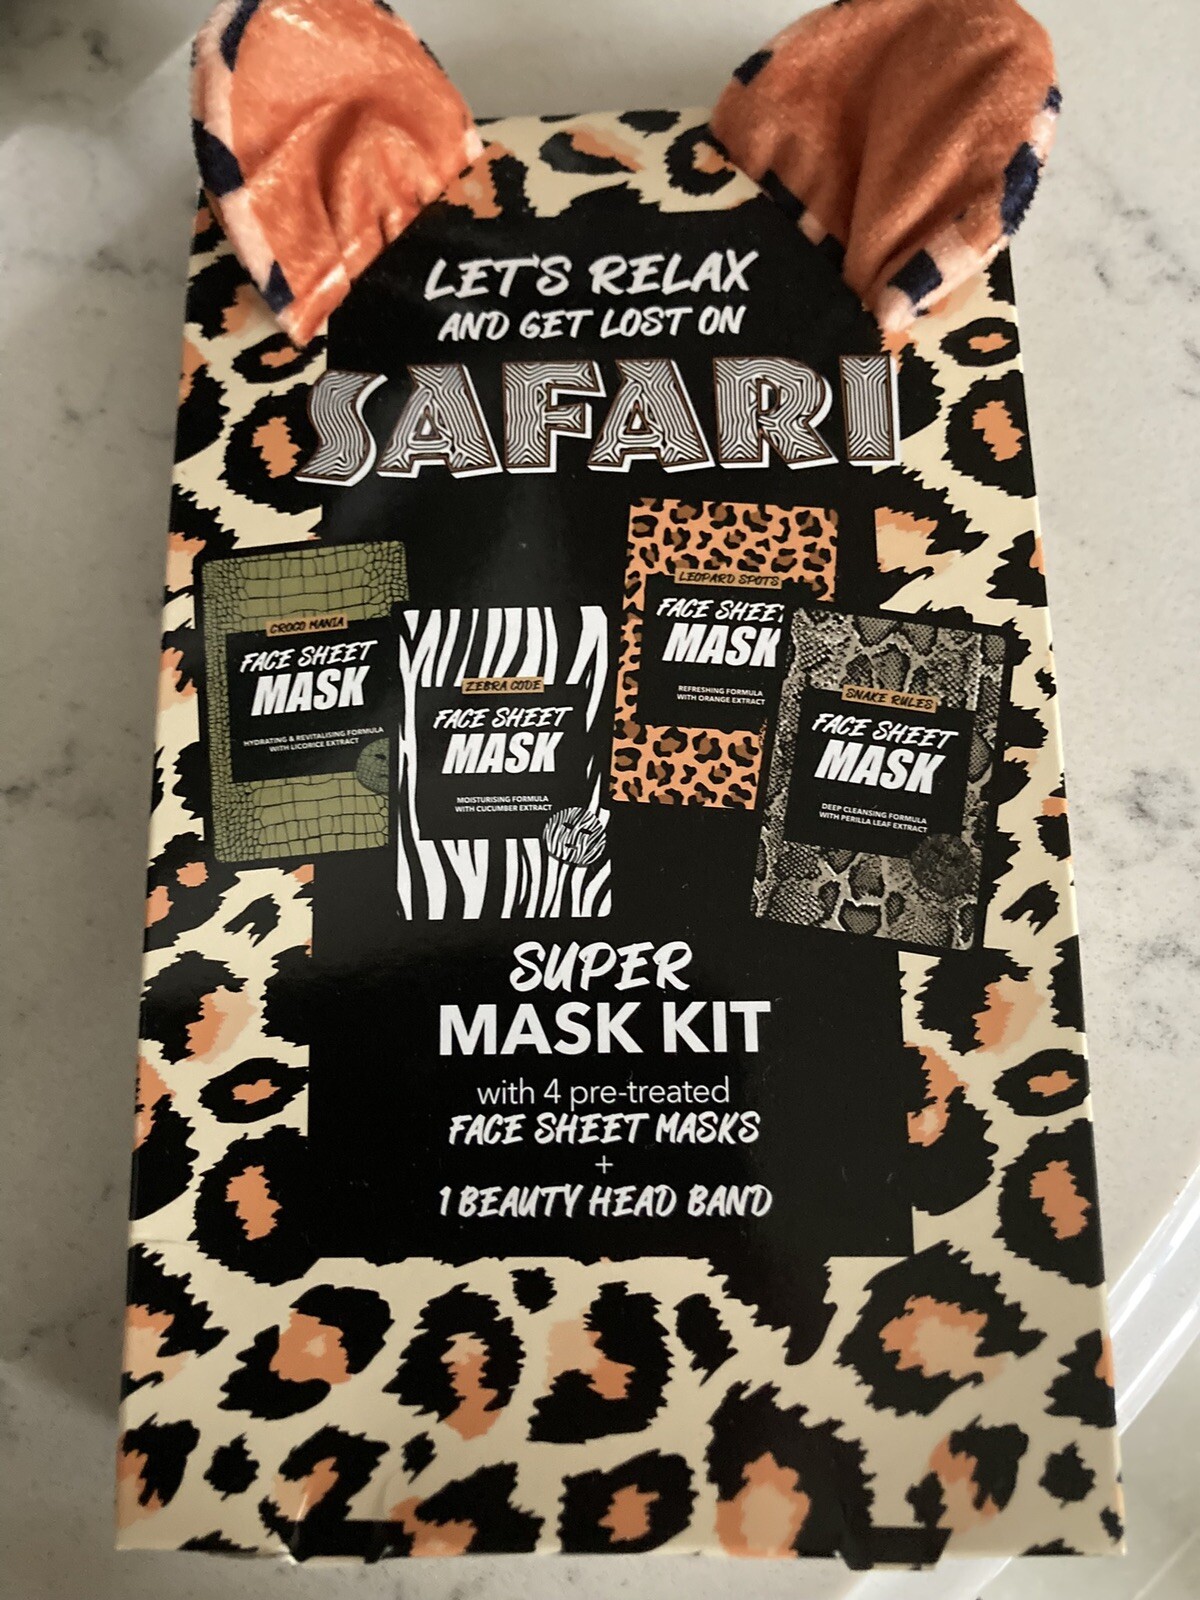 LET'S RELAX
AND GET LOST ON
SAFARI
CROCO MANIA
FACE SHEET
MASK
HYDRATING & REVITALISING FORMULA
WITH LICORICE EXTRACT
ZEBRA CODE
FACE SHEET
MASK
MOISTURISING FORMULA
WITH CUCUMBER EXTRACT
LEOPARD SPOTS
FACE SHEET
MASK
REFRESHING FORMULA
WITH ORANGE EXTRACT
SNAKE RULES
FACE SHEET
MASK
DEEP CLEANSING FORMULA
WITH PERILLA LEAF EXTRACT
SUPER
MASK KIT
with 4 pre-treated
FACE SHEET MASKS
+
1 BEAUTY HEAD BAND